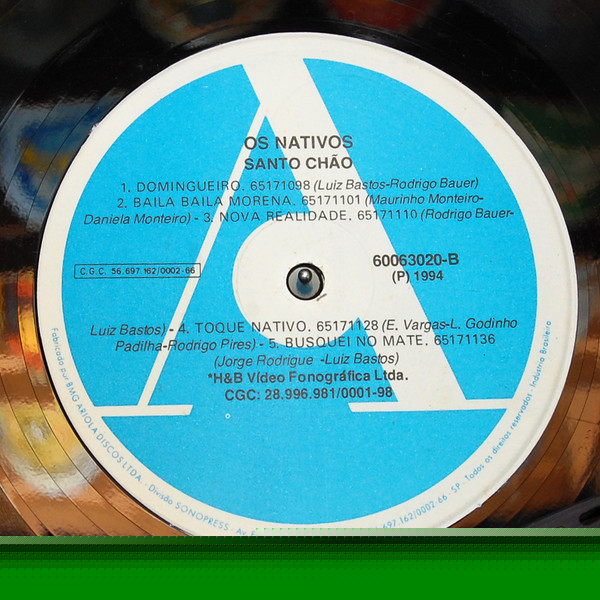 OS NATIVOS
SANTO CHÃO
1. DOMINGUEIRO. 65171098 (Luiz Bastos-Rodrigo Bauer)
2. BAILA BAILA MORENA. 65171101 (Maurinho Monteiro-
Daniela Monteiro) - 3. NOVA REALIDADE. 65171110 (Rodrigo Bauer-
C.G.C. 56.697.162/0002-66
60063020-B
(P) 1994
Luiz Bastos) - 4. TOQUE NATIVO. 65171128 (E. Vargas-L. Godinho
Padilha-Rodrigo Pires) - 5. BUSQUEI NO MATE. 65171136
(Jorge Rodrigue -Luiz Bastos)
*H&B Vídeo Fonográfica Ltda.
CGC: 28.996.981/0001-98
Fabricado por BMG ARIOLA DISCOS LTDA. - Divisão SONOPRESS - Av.
697.162/0002 66 - SP - Todos os direitos reservados - Indústria Brasileira